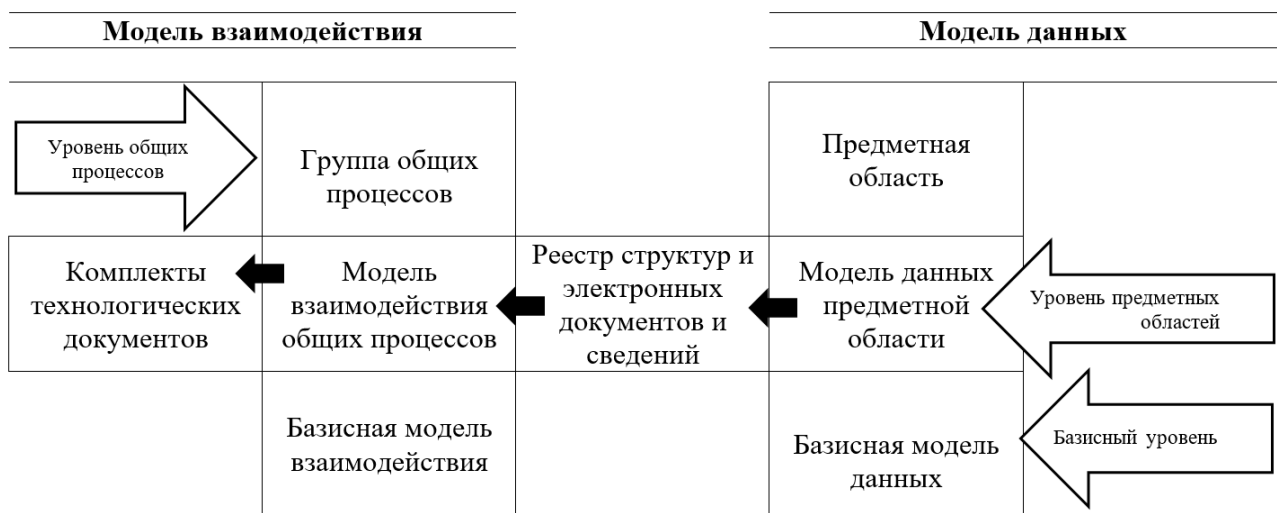 Модель взаимодействия
Модель данных
Уровень общих
процессов
Группа общих
процессов
Предметная
область
Комплекты
технологических
документов
Модель
взаимодействия
общих процессов
Реестр структур и
электронных
документов и
сведений
Модель данных
предметной
области
Уровень предметных
областей
Базисная модель
взаимодействия
Базисная модель
данных
Базисный уровень